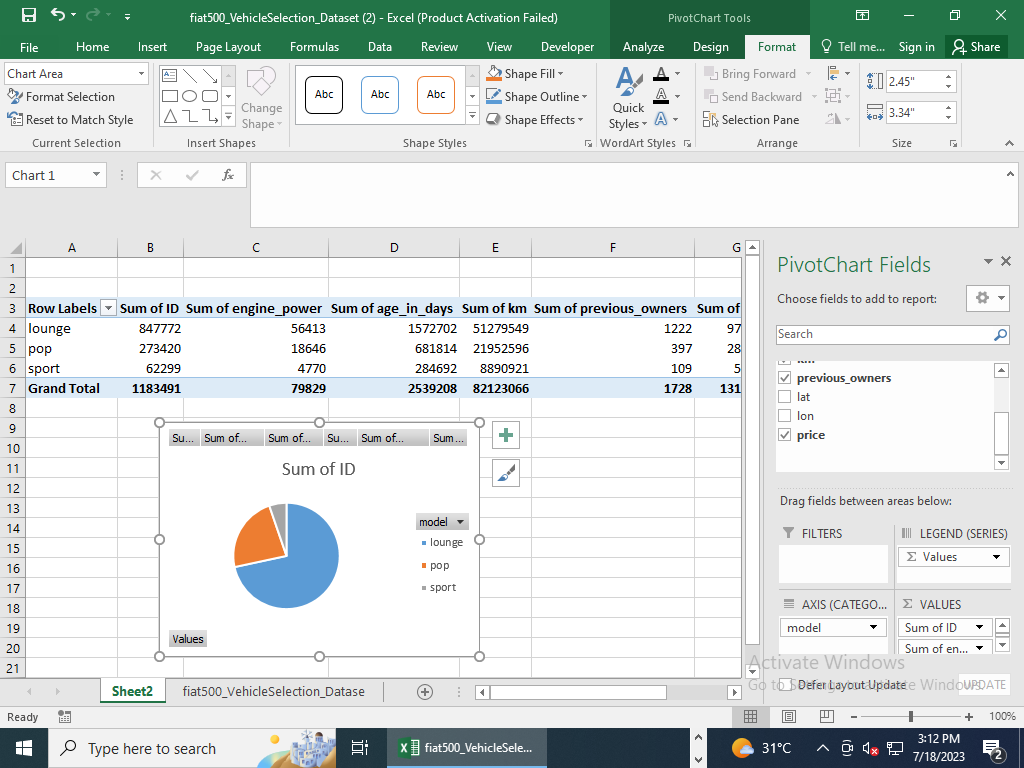 fiat500_VehicleSelection_Dataset (2) - Excel (Product Activation Failed)
PivotChart Tools
File Home Insert Page Layout Formulas Data Review View Developer Analyze Design Format Tell me... Sign in Share
Chart Area
Format Selection
Reset to Match Style
Current Selection
Change
Shape
Insert Shapes
Abc Abc Abc
Shape Fill
Shape Outline
Shape Effects
Shape Styles
Quick
Styles
WordArt Styles
Bring Forward
Send Backward
Selection Pane
Arrange
2.45"
3.34"
Size
Chart 1
fx
A B C D E F G
1
2
3 Row Labels Sum of ID Sum of engine_power Sum of age_in_days Sum of km Sum of previous_owners Sum of
4 lounge 847772 56413 1572702 51279549 1222 97
5 pop 273420 18646 681814 21952596 397 28
6 sport 62299 4770 284692 8890921 109 5
7 Grand Total 1183491 79829 2539208 82123066 1728 131
8
9
10
11
12
13
14
15
16
17
18
19
20
21
Su... Sum of... Sum of... Su... Sum of... Sum ...
Sum of ID
model
lounge
pop
sport
Values
PivotChart Fields
Choose fields to add to report:
Search
km
previous_owners
lat
lon
price
Drag fields between areas below:
FILTERS
LEGEND (SERIES)
Σ Values
AXIS (CATEGO...
model
Σ VALUES
Sum of ID
Sum of en...
Activate Windows
Go to Settings to activate Windows.
Defer Layout Update
UPDATE
Sheet2
fiat500_VehicleSelection_Datase
Ready
100%
Type here to search
fiat500_VehicleSele...
31°C
3:12 PM
7/18/2023
2